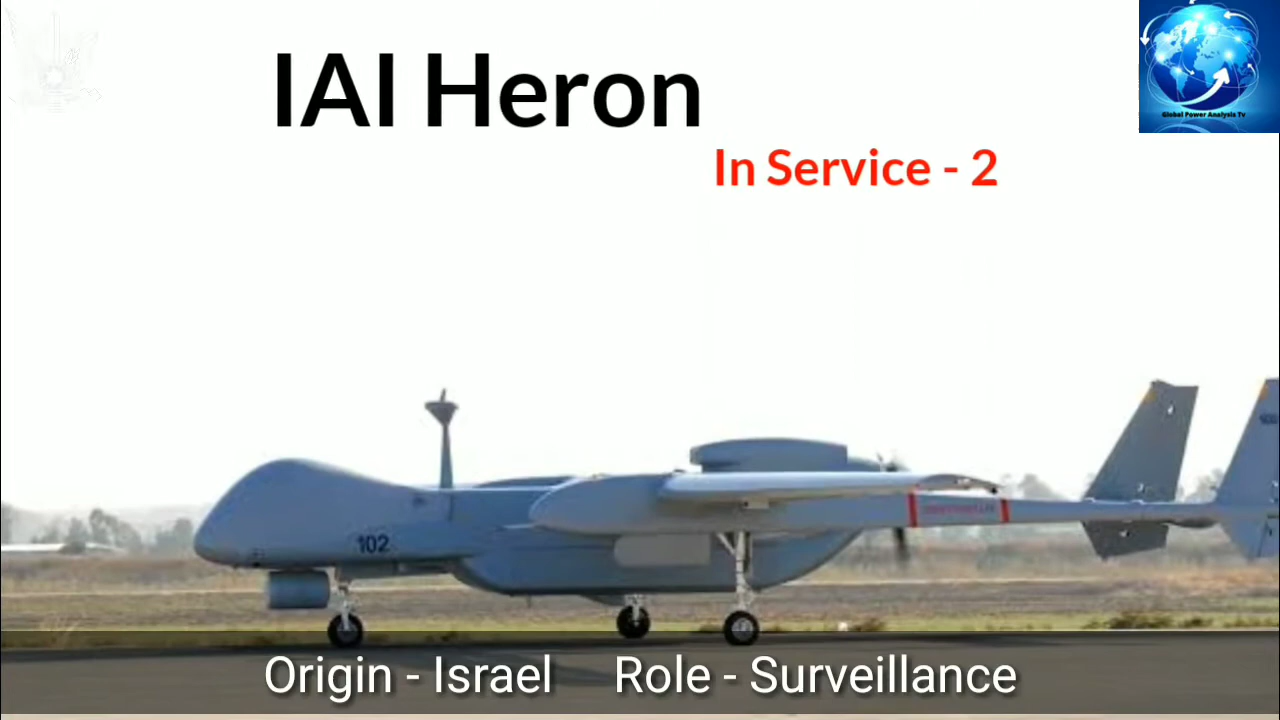 IAI Heron
Global Power Analysis Tv
In Service - 2
102
Origin - Israel Role - Surveillance